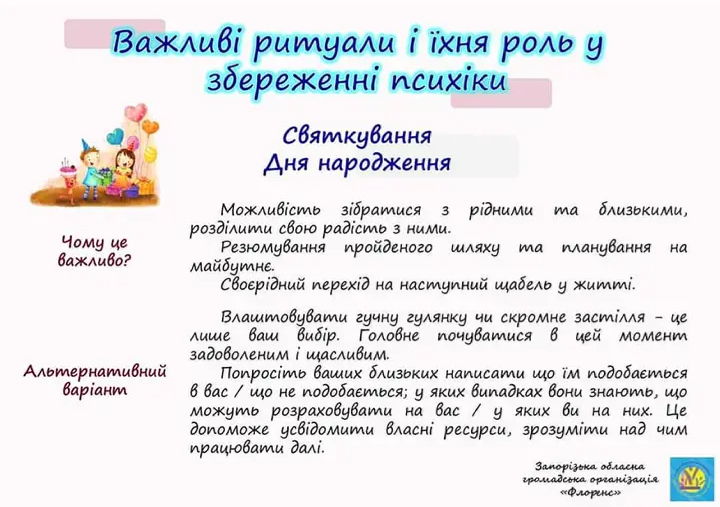 Важливі ритуали і їхня роль у
збереженні психіки
Святкування
Дня народження
Чому це
важливо?
Можливість зібратися з рідними та близькими,
розділити свою радість з ними.
Резюмування пройденого шляху та планування на
майбутнє.
Своєрідний перехід на наступний щабель у житті.
Альтернативний
варіант
Влаштовувати гучну гулянку чи скромне застілля - це
лише ваш вибір. Головне почуватися в цей момент
задоволеним і щасливим.
Попросіть ваших близьких написати що їм подобається
в вас / що не подобається; у яких випадках вони знають, що
можуть розраховувати на вас / у яких ви на них. Це
допоможе усвідомити власні ресурси, зрозуміти над чим
працювати далі.
Запорізька обласна
громадська організація
«Флоренс»